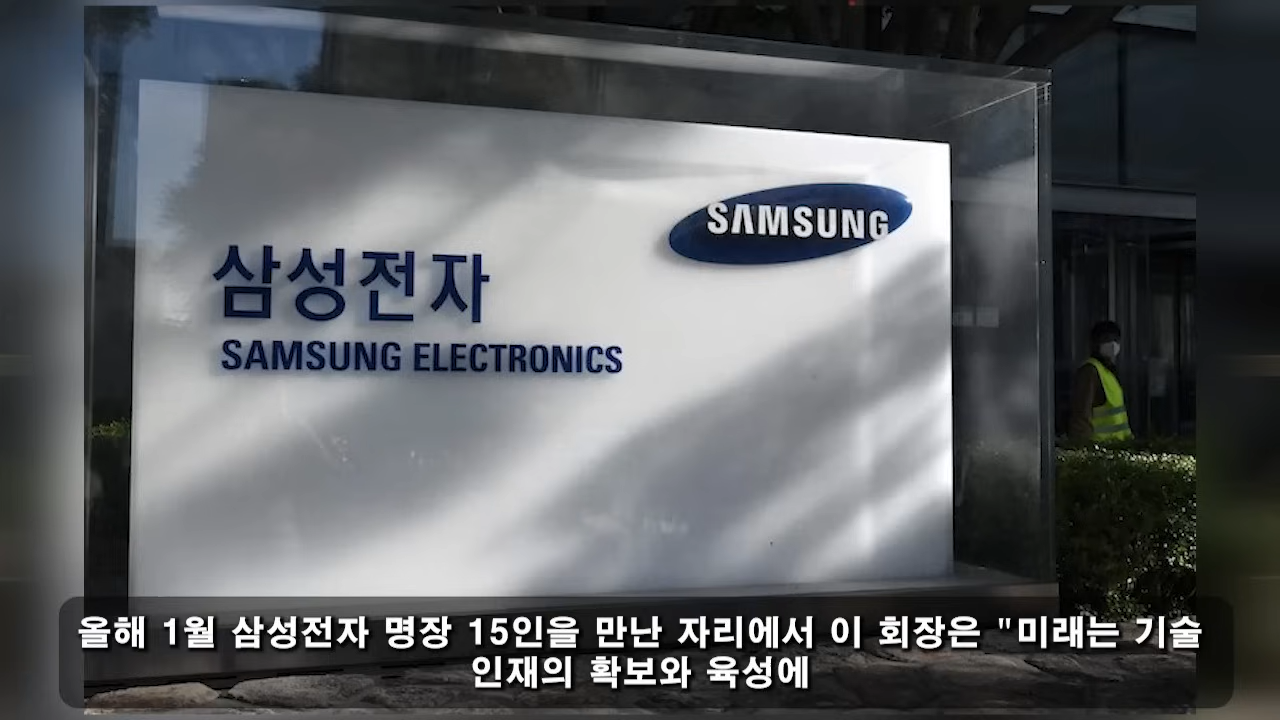 SAMSUNG
삼성전자
SAMSUNG ELECTRONICS
올해 1월 삼성전자 명장 15인을 만난 자리에서 이 회장은 "미래는 기술
인재의 확보와 육성에